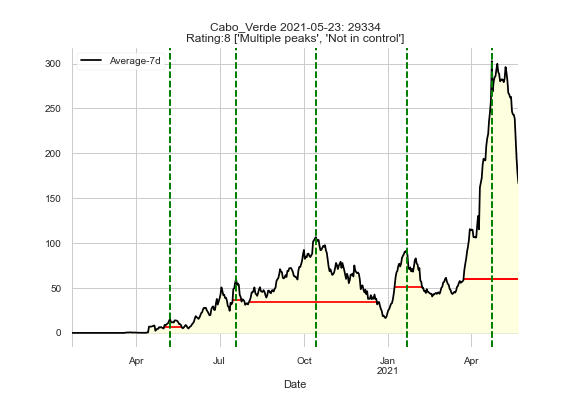 Cabo_Verde 2021-05-23: 29334
Rating:8 ['Multiple peaks', 'Not in control']
Average-7d
300
250
200
150
100
50
0
Apr
Jul
Oct
Jan
2021
Apr
Date